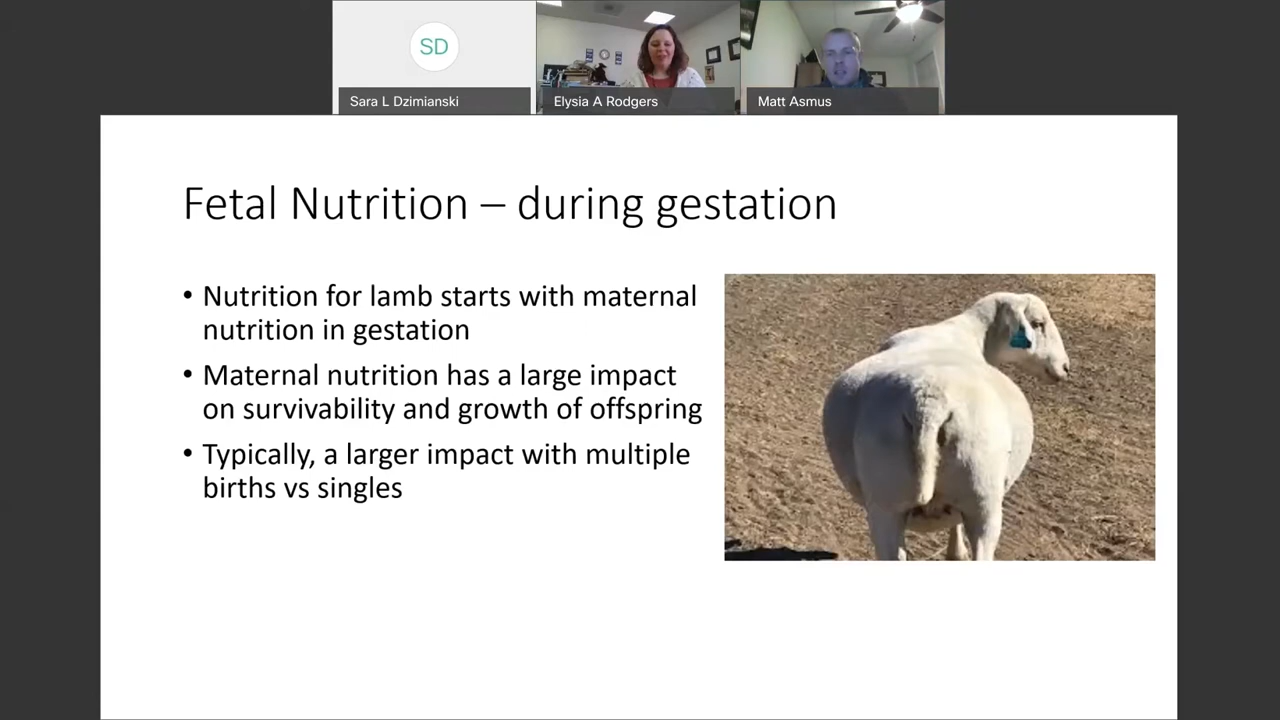 SD
Sara L Dzimianski
Elysia A Rodgers
Matt Asmus
Fetal Nutrition – during gestation
• Nutrition for lamb starts with maternal
nutrition in gestation
• Maternal nutrition has a large impact
on survivability and growth of offspring
• Typically, a larger impact with multiple
births vs singles